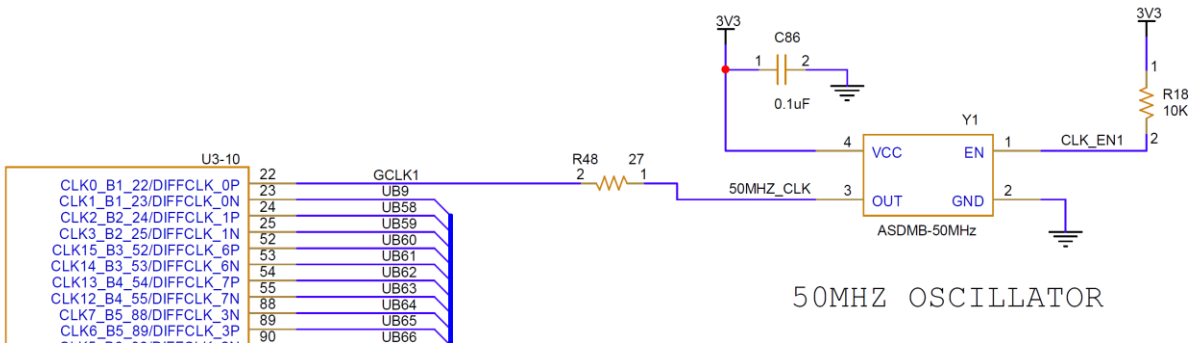 3V3
C86
1 2
0.1uF
3V3
1
R18
10K
2
Y1
4 VCC EN 1 CLK_EN1
50MHZ_CLK 3 OUT GND 2
ASDMB-50MHz
50MHZ OSCILLATOR
R48 27
2 1
U3-10
CLK0_B1_22/DIFFCLK_0P 22 GCLK1
CLK1_B1_23/DIFFCLK_0N 23 UB9
CLK2_B2_24/DIFFCLK_1P 24 UB58
CLK3_B2_25/DIFFCLK_1N 25 UB59
CLK15_B3_52/DIFFCLK_6P 52 UB60
CLK14_B3_53/DIFFCLK_6N 53 UB61
CLK13_B4_54/DIFFCLK_7P 54 UB62
CLK12_B4_55/DIFFCLK_7N 55 UB63
CLK7_B5_88/DIFFCLK_3N 88 UB64
CLK6_B5_89/DIFFCLK_3P 89 UB65
90 UB66